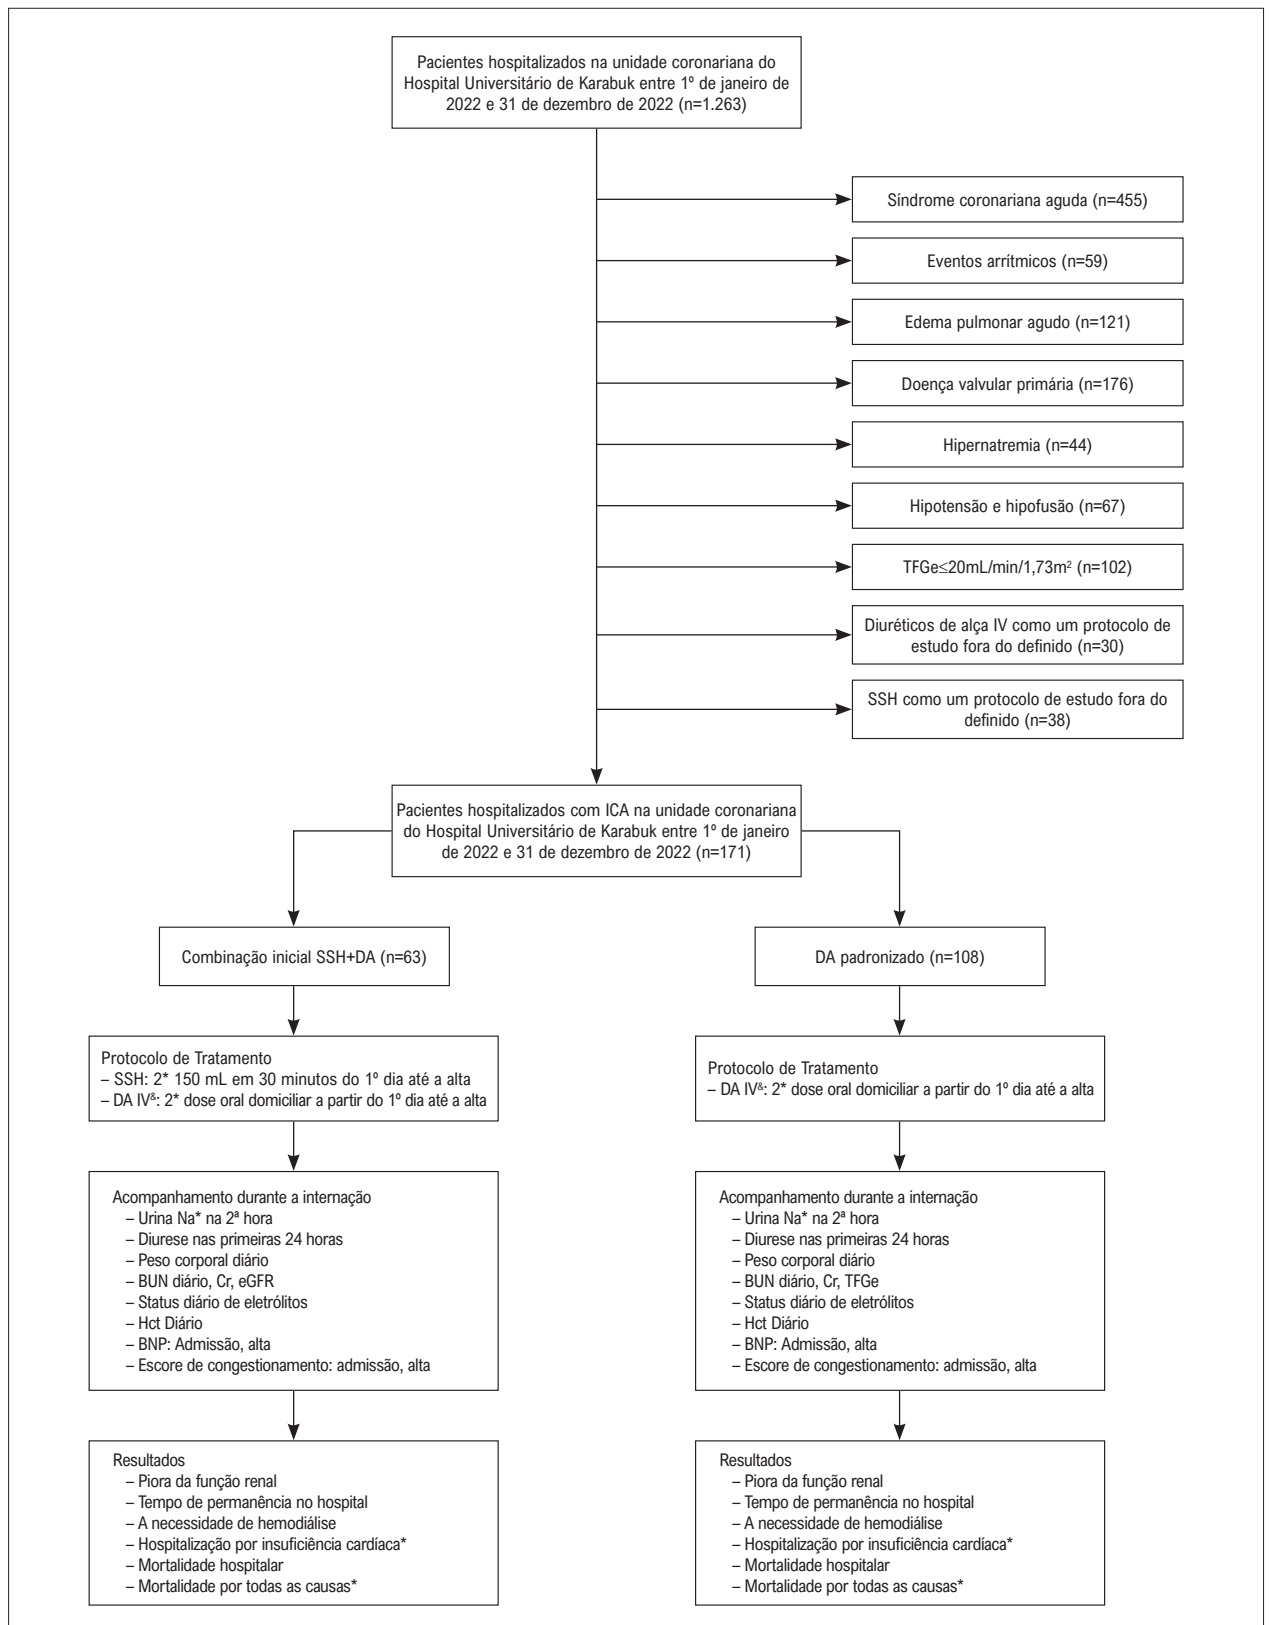 Pacientes hospitalizados na unidade coronariana do
Hospital Universitário de Karabuk entre 1º de janeiro de
2022 e 31 de dezembro de 2022 (n=1.263)
Síndrome coronariana aguda (n=455)
Eventos arrítmicos (n=59)
Edema pulmonar agudo (n=121)
Doença valvular primária (n=176)
Hipernatremia (n=44)
Hipotensão e hipofusão (n=67)
TFGe≤20mL/min/1,73m² (n=102)
Diuréticos de alça IV como um protocolo de
estudo fora do definido (n=30)
SSH como um protocolo de estudo fora do
definido (n=38)
Pacientes hospitalizados com ICA na unidade coronariana
do Hospital Universitário de Karabuk entre 1º de janeiro
de 2022 e 31 de dezembro de 2022 (n=171)
Combinação inicial SSH+DA (n=63)
DA padronizado (n=108)
Protocolo de Tratamento
– SSH: 2* 150 mL em 30 minutos do 1º dia até a alta
– DA IV&: 2* dose oral domiciliar a partir do 1º dia até a alta
Protocolo de Tratamento
– DA IV&: 2* dose oral domiciliar a partir do 1º dia até a alta
Acompanhamento durante a internação
– Urina Na* na 2ª hora
– Diurese nas primeiras 24 horas
– Peso corporal diário
– BUN diário, Cr, eGFR
– Status diário de eletrólitos
– Hct Diário
– BNP: Admissão, alta
– Escore de congestionamento: admissão, alta
Acompanhamento durante a internação
– Urina Na* na 2ª hora
– Diurese nas primeiras 24 horas
– Peso corporal diário
– BUN diário, Cr, TFGe
– Status diário de eletrólitos
– Hct Diário
– BNP: Admissão, alta
– Escore de congestionamento: admissão, alta
Resultados
– Piora da função renal
– Tempo de permanência no hospital
– A necessidade de hemodiálise
– Hospitalização por insuficiência cardíaca*
– Mortalidade hospitalar
– Mortalidade por todas as causas*
Resultados
– Piora da função renal
– Tempo de permanência no hospital
– A necessidade de hemodiálise
– Hospitalização por insuficiência cardíaca*
– Mortalidade hospitalar
– Mortalidade por todas as causas*